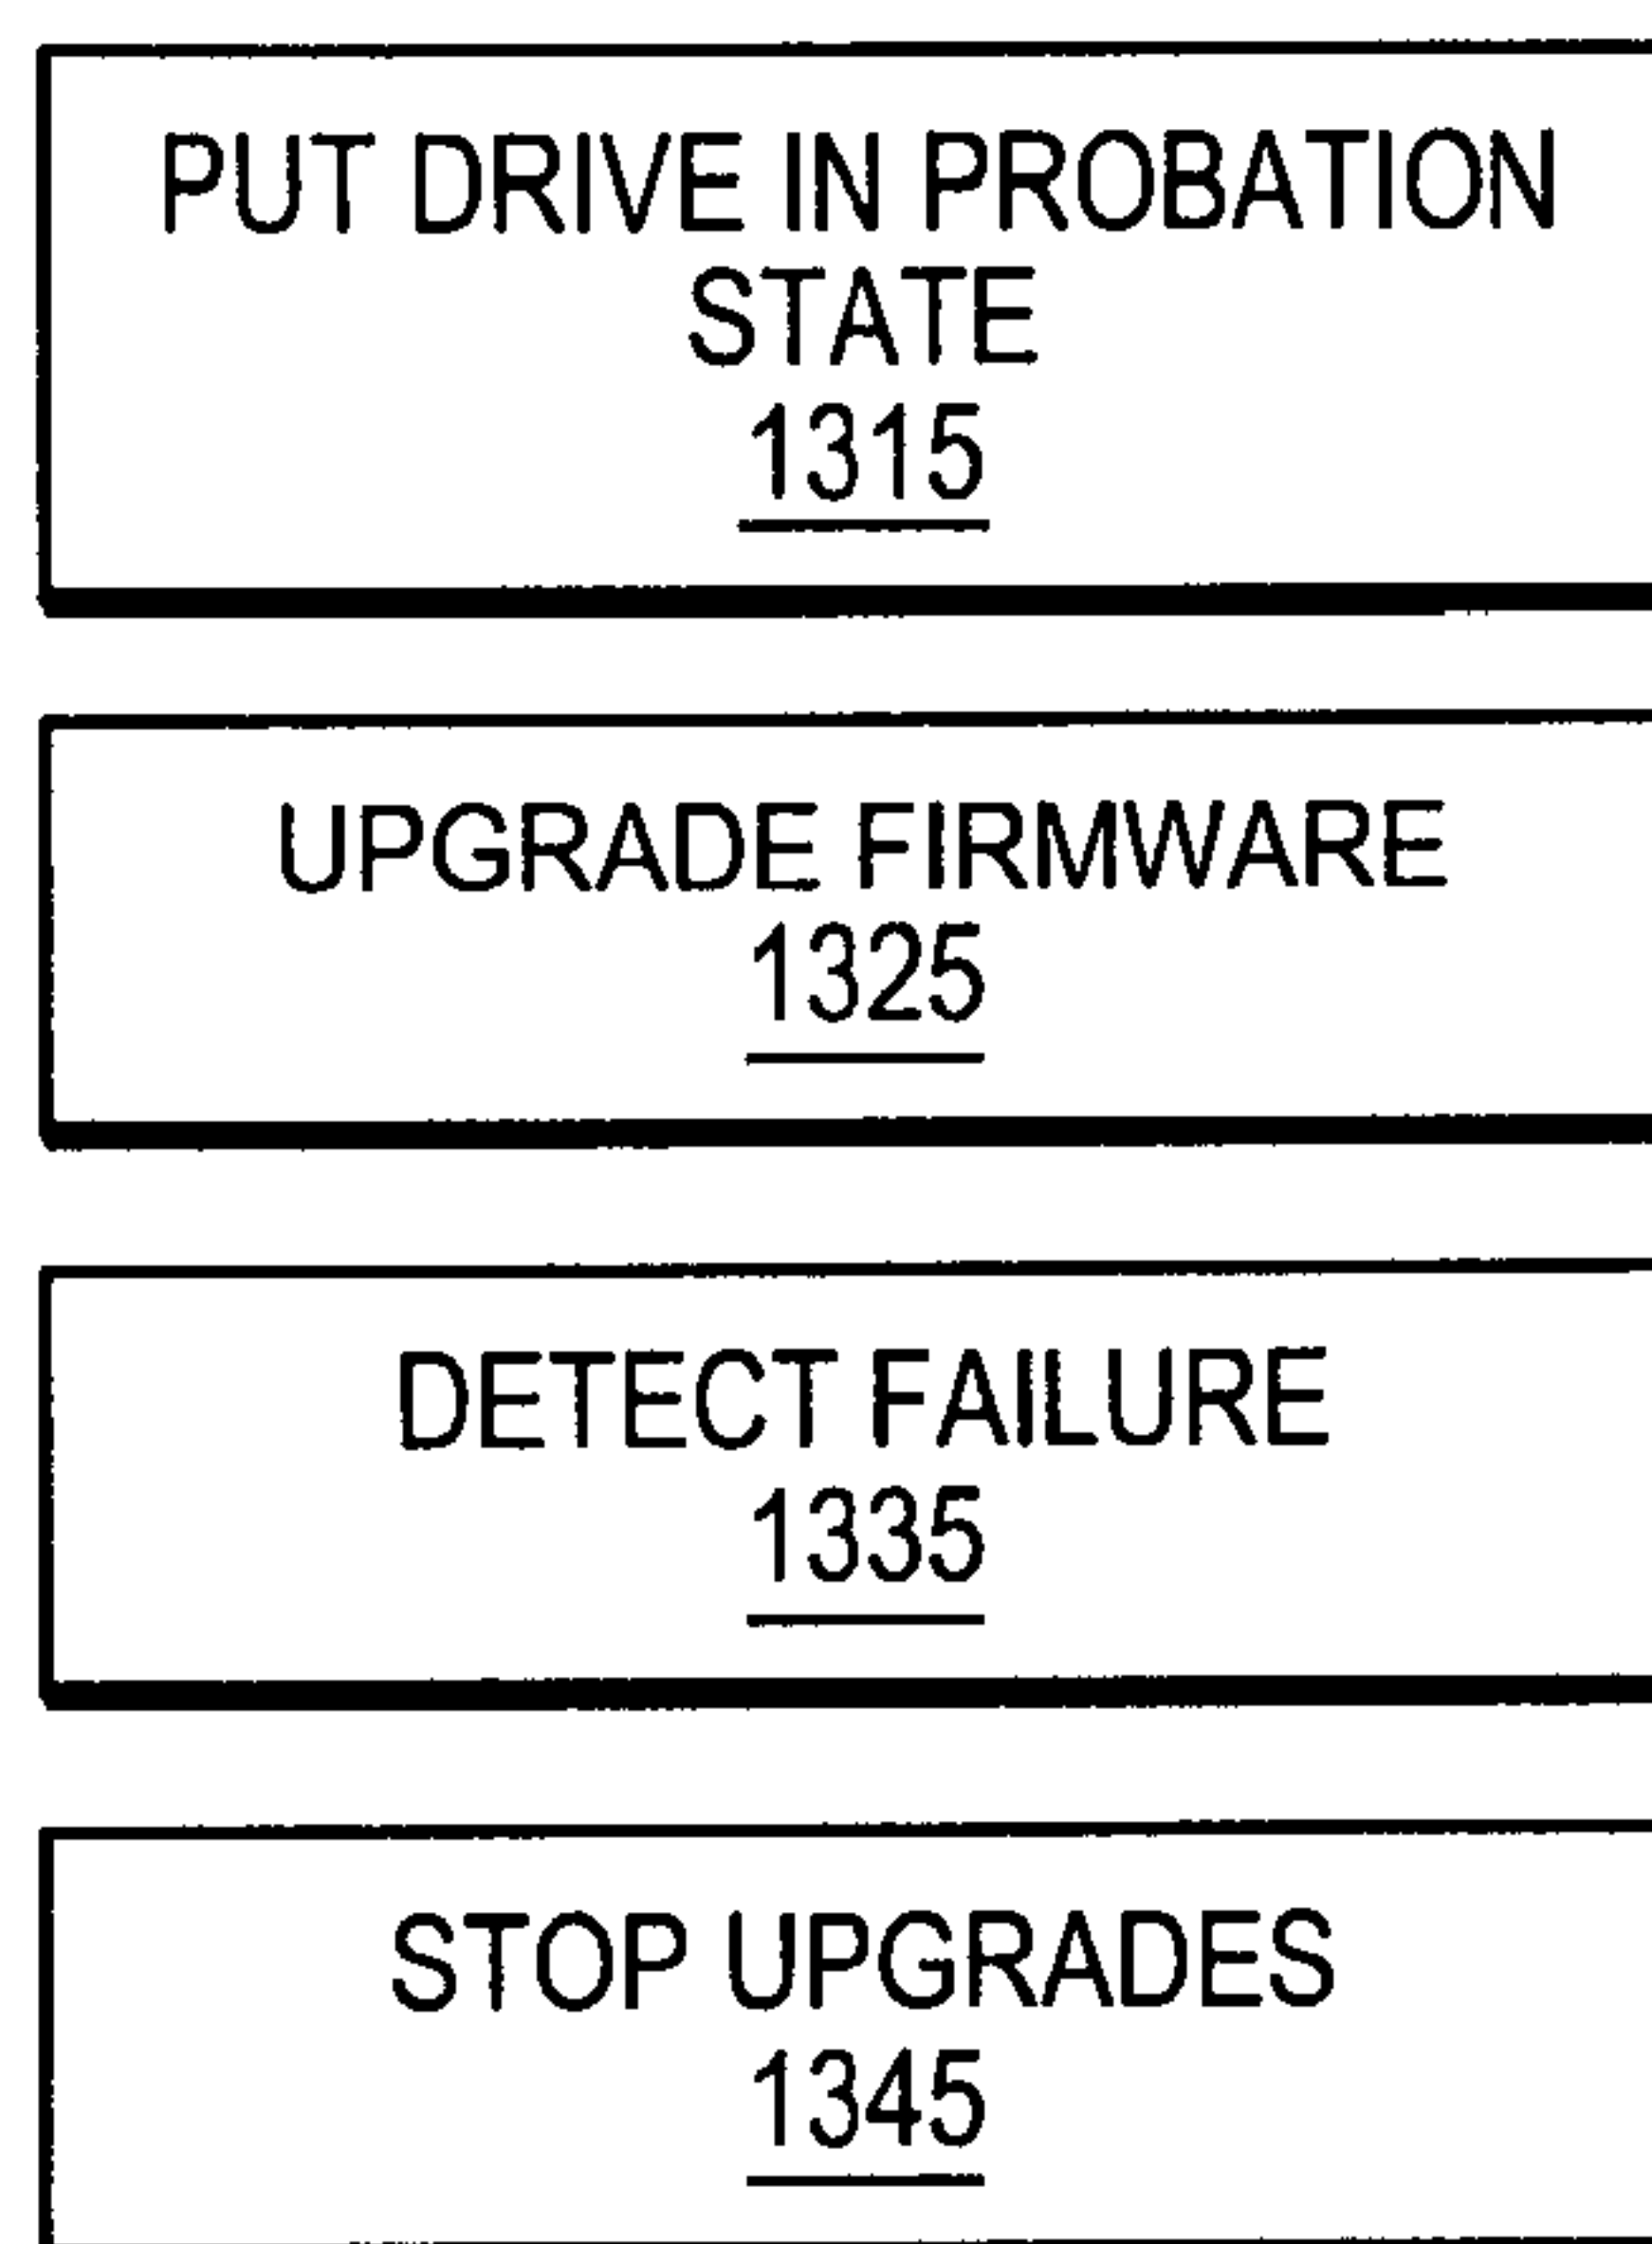 PUT DRIVE IN PROBATION
STATE
1315
UPGRADE FIRMWARE
1325
DETECT FAILURE
1335
STOP UPGRADES
1345